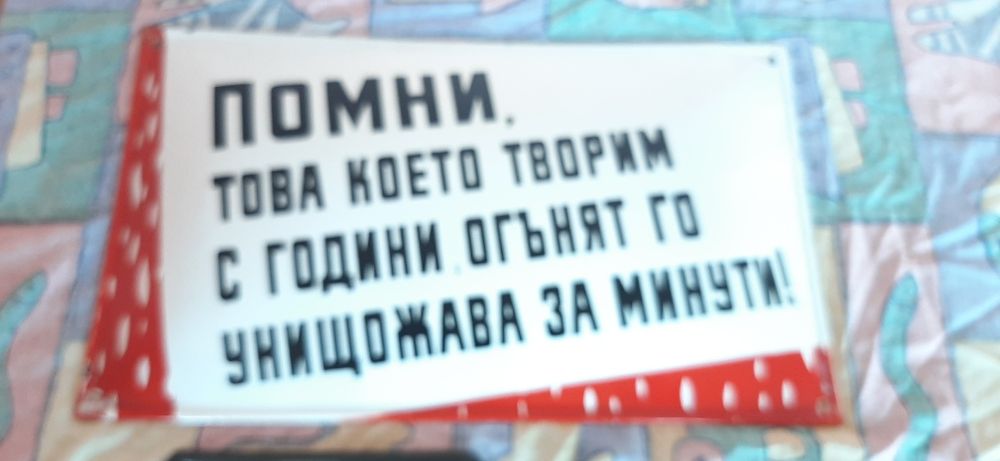 ПОМНИ,
ТОВА КОЕТО ТВОРИМ
С ГОДИНИ, ОГЪНЯТ ГО
УНИЩОЖАВА ЗА МИНУТИ!